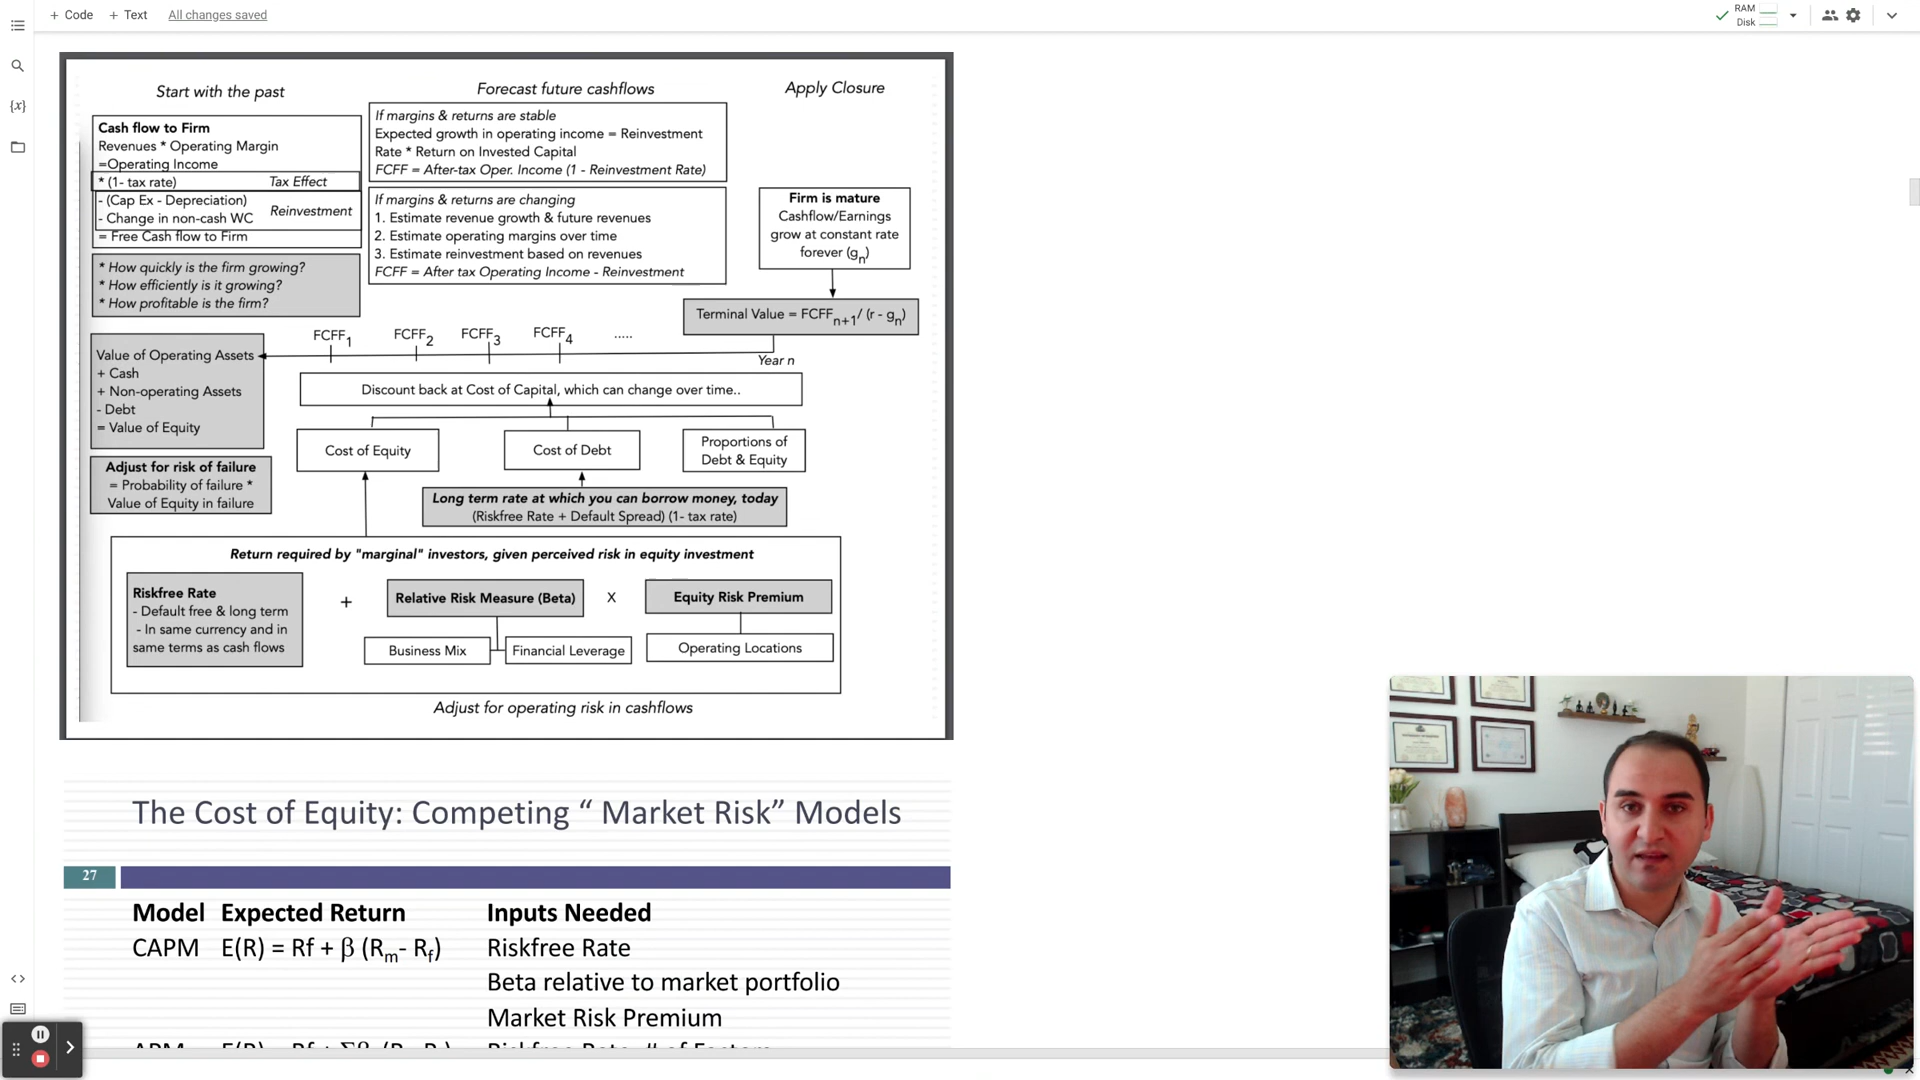 + Code + Text All changes saved
RAM
Disk
{x}
Start with the past
Forecast future cashflows
Apply Closure
Cash flow to Firm
Revenues * Operating Margin
=Operating Income
* (1- tax rate) Tax Effect
- (Cap Ex - Depreciation)
- Change in non-cash WC
Reinvestment
= Free Cash flow to Firm
* How quickly is the firm growing?
* How efficiently is it growing?
* How profitable is the firm?
If margins & returns are stable
Expected growth in operating income = Reinvestment
Rate * Return on Invested Capital
FCFF = After-tax Oper. Income (1 - Reinvestment Rate)
If margins & returns are changing
1. Estimate revenue growth & future revenues
2. Estimate operating margins over time
3. Estimate reinvestment based on revenues
FCFF = After tax Operating Income - Reinvestment
Firm is mature
Cashflow/Earnings
grow at constant rate
forever (gn)
Terminal Value = FCFFn+1/ (r - gn)
FCFF1 FCFF2 FCFF3 FCFF4 .....
Year n
Value of Operating Assets
+ Cash
+ Non-operating Assets
- Debt
= Value of Equity
Discount back at Cost of Capital, which can change over time..
Cost of Equity
Cost of Debt
Proportions of
Debt & Equity
Adjust for risk of failure
= Probability of failure *
Value of Equity in failure
Long term rate at which you can borrow money, today
(Riskfree Rate + Default Spread) (1- tax rate)
Return required by "marginal" investors, given perceived risk in equity investment
Riskfree Rate
- Default free & long term
- In same currency and in
same terms as cash flows
+
Relative Risk Measure (Beta)
X
Equity Risk Premium
Business Mix
Financial Leverage
Operating Locations
Adjust for operating risk in cashflows
The Cost of Equity: Competing “ Market Risk” Models
27
Model Expected Return Inputs Needed
CAPM E(R) = Rf + β (Rm- Rf) Riskfree Rate
Beta relative to market portfolio
Market Risk Premium